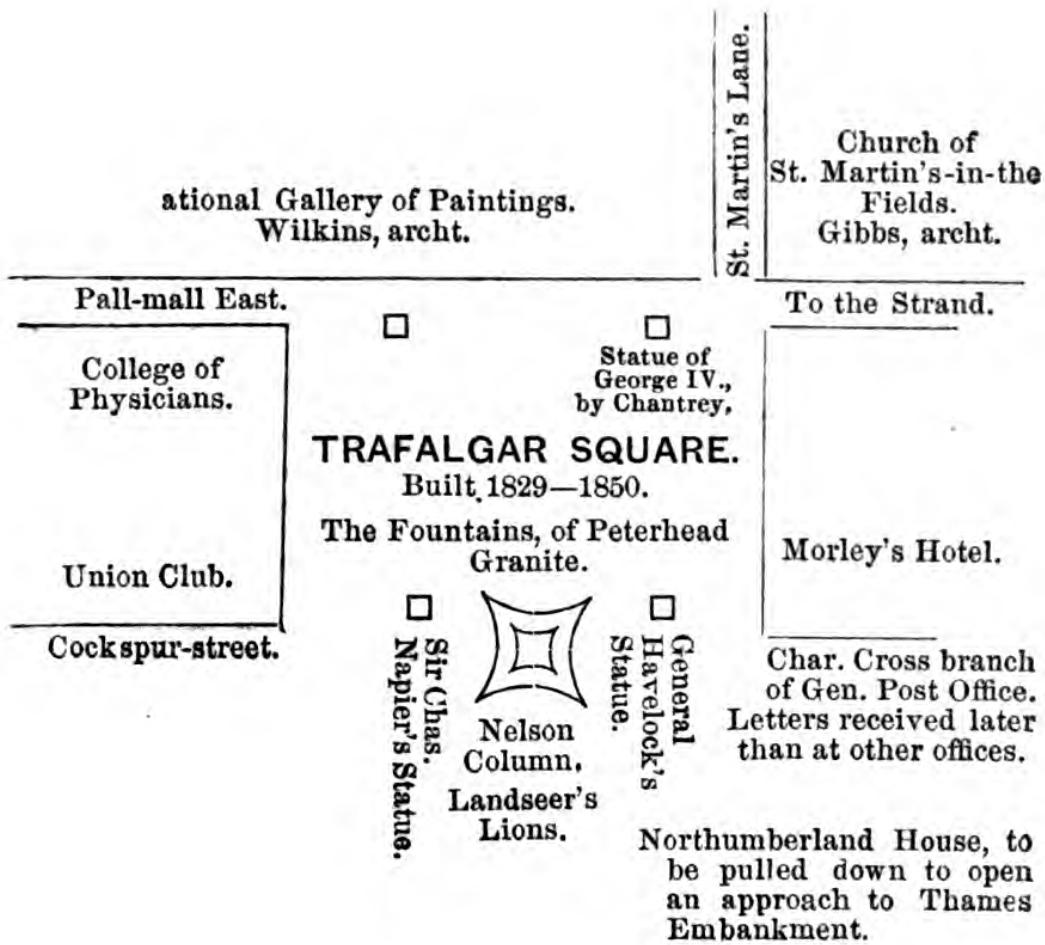 St. Martin's Lane.
Church of
St. Martin's-in-the
Fields.
Gibbs, archt.
ational Gallery of Paintings.
Wilkins, archt.
Pall-mall East.
To the Strand.
College of
Physicians.
Statue of
George IV.,
by Chantrey.
TRAFALGAR SQUARE.
Built 1829—1850.
The Fountains, of Peterhead
Granite.
Union Club.
Morley's Hotel.
Cockspur-street.
Sir Chas.
Napier's Statue.
Nelson
Column.
Landseer's
Lions.
General
Havelock's
Statue.
Char. Cross branch
of Gen. Post Office.
Letters received later
than at other offices.
Northumberland House, to
be pulled down to open
an approach to Thames
Embankment.